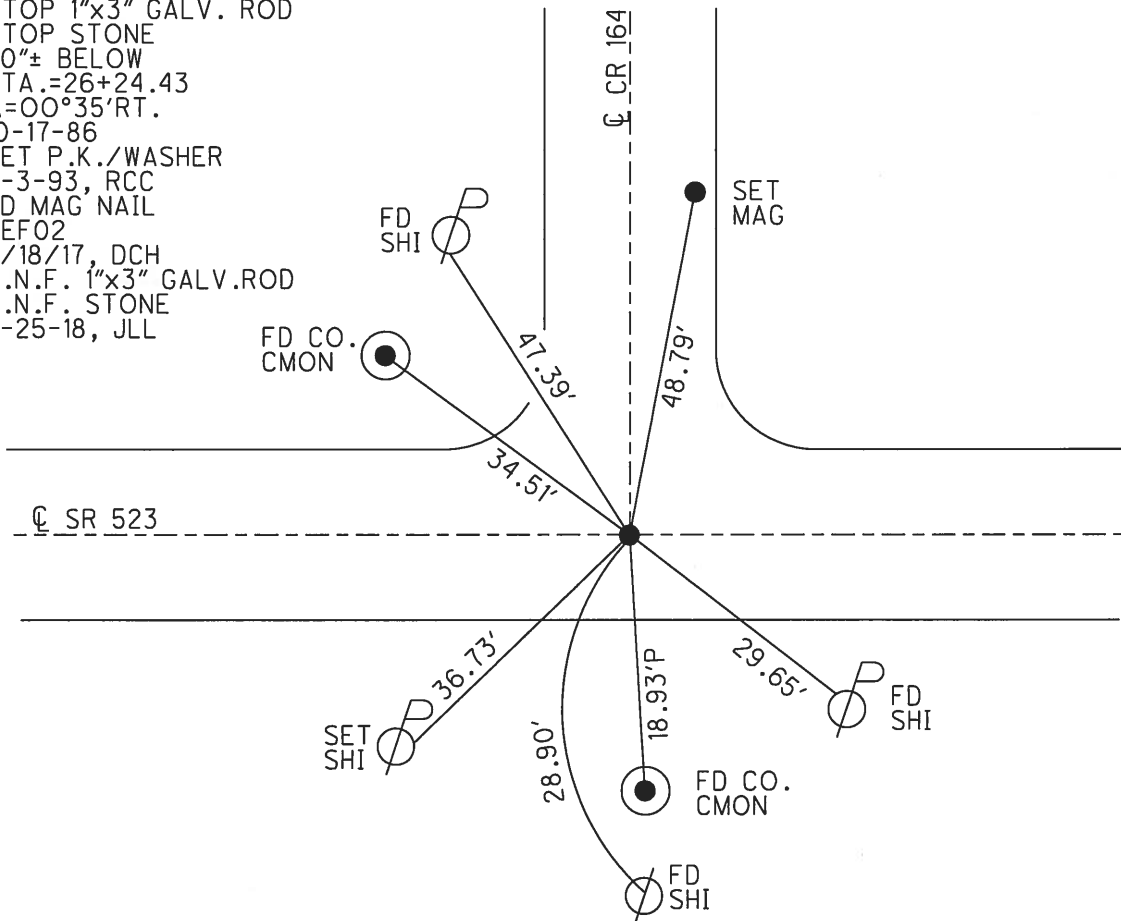 TOP 1"x3" GALV. ROD
TOP STONE
0"± BELOW
TA.=26+24.43
=00°35'RT.
0-17-86
ET P.K./WASHER
-3-93, RCC
D MAG NAIL
EF02
/18/17, DCH
.N.F. 1"x3" GALV.ROD
.N.F. STONE
-25-18, JLL
℄ CR 164
SET
MAG
FD
SHI
FD CO.
CMON
47.39'
48.79'
34.51'
℄ SR 523
36.73'
18.93'P
29.65'
28.90'
SET
SHI
FD
SHI
FD CO.
CMON
FD
SHI